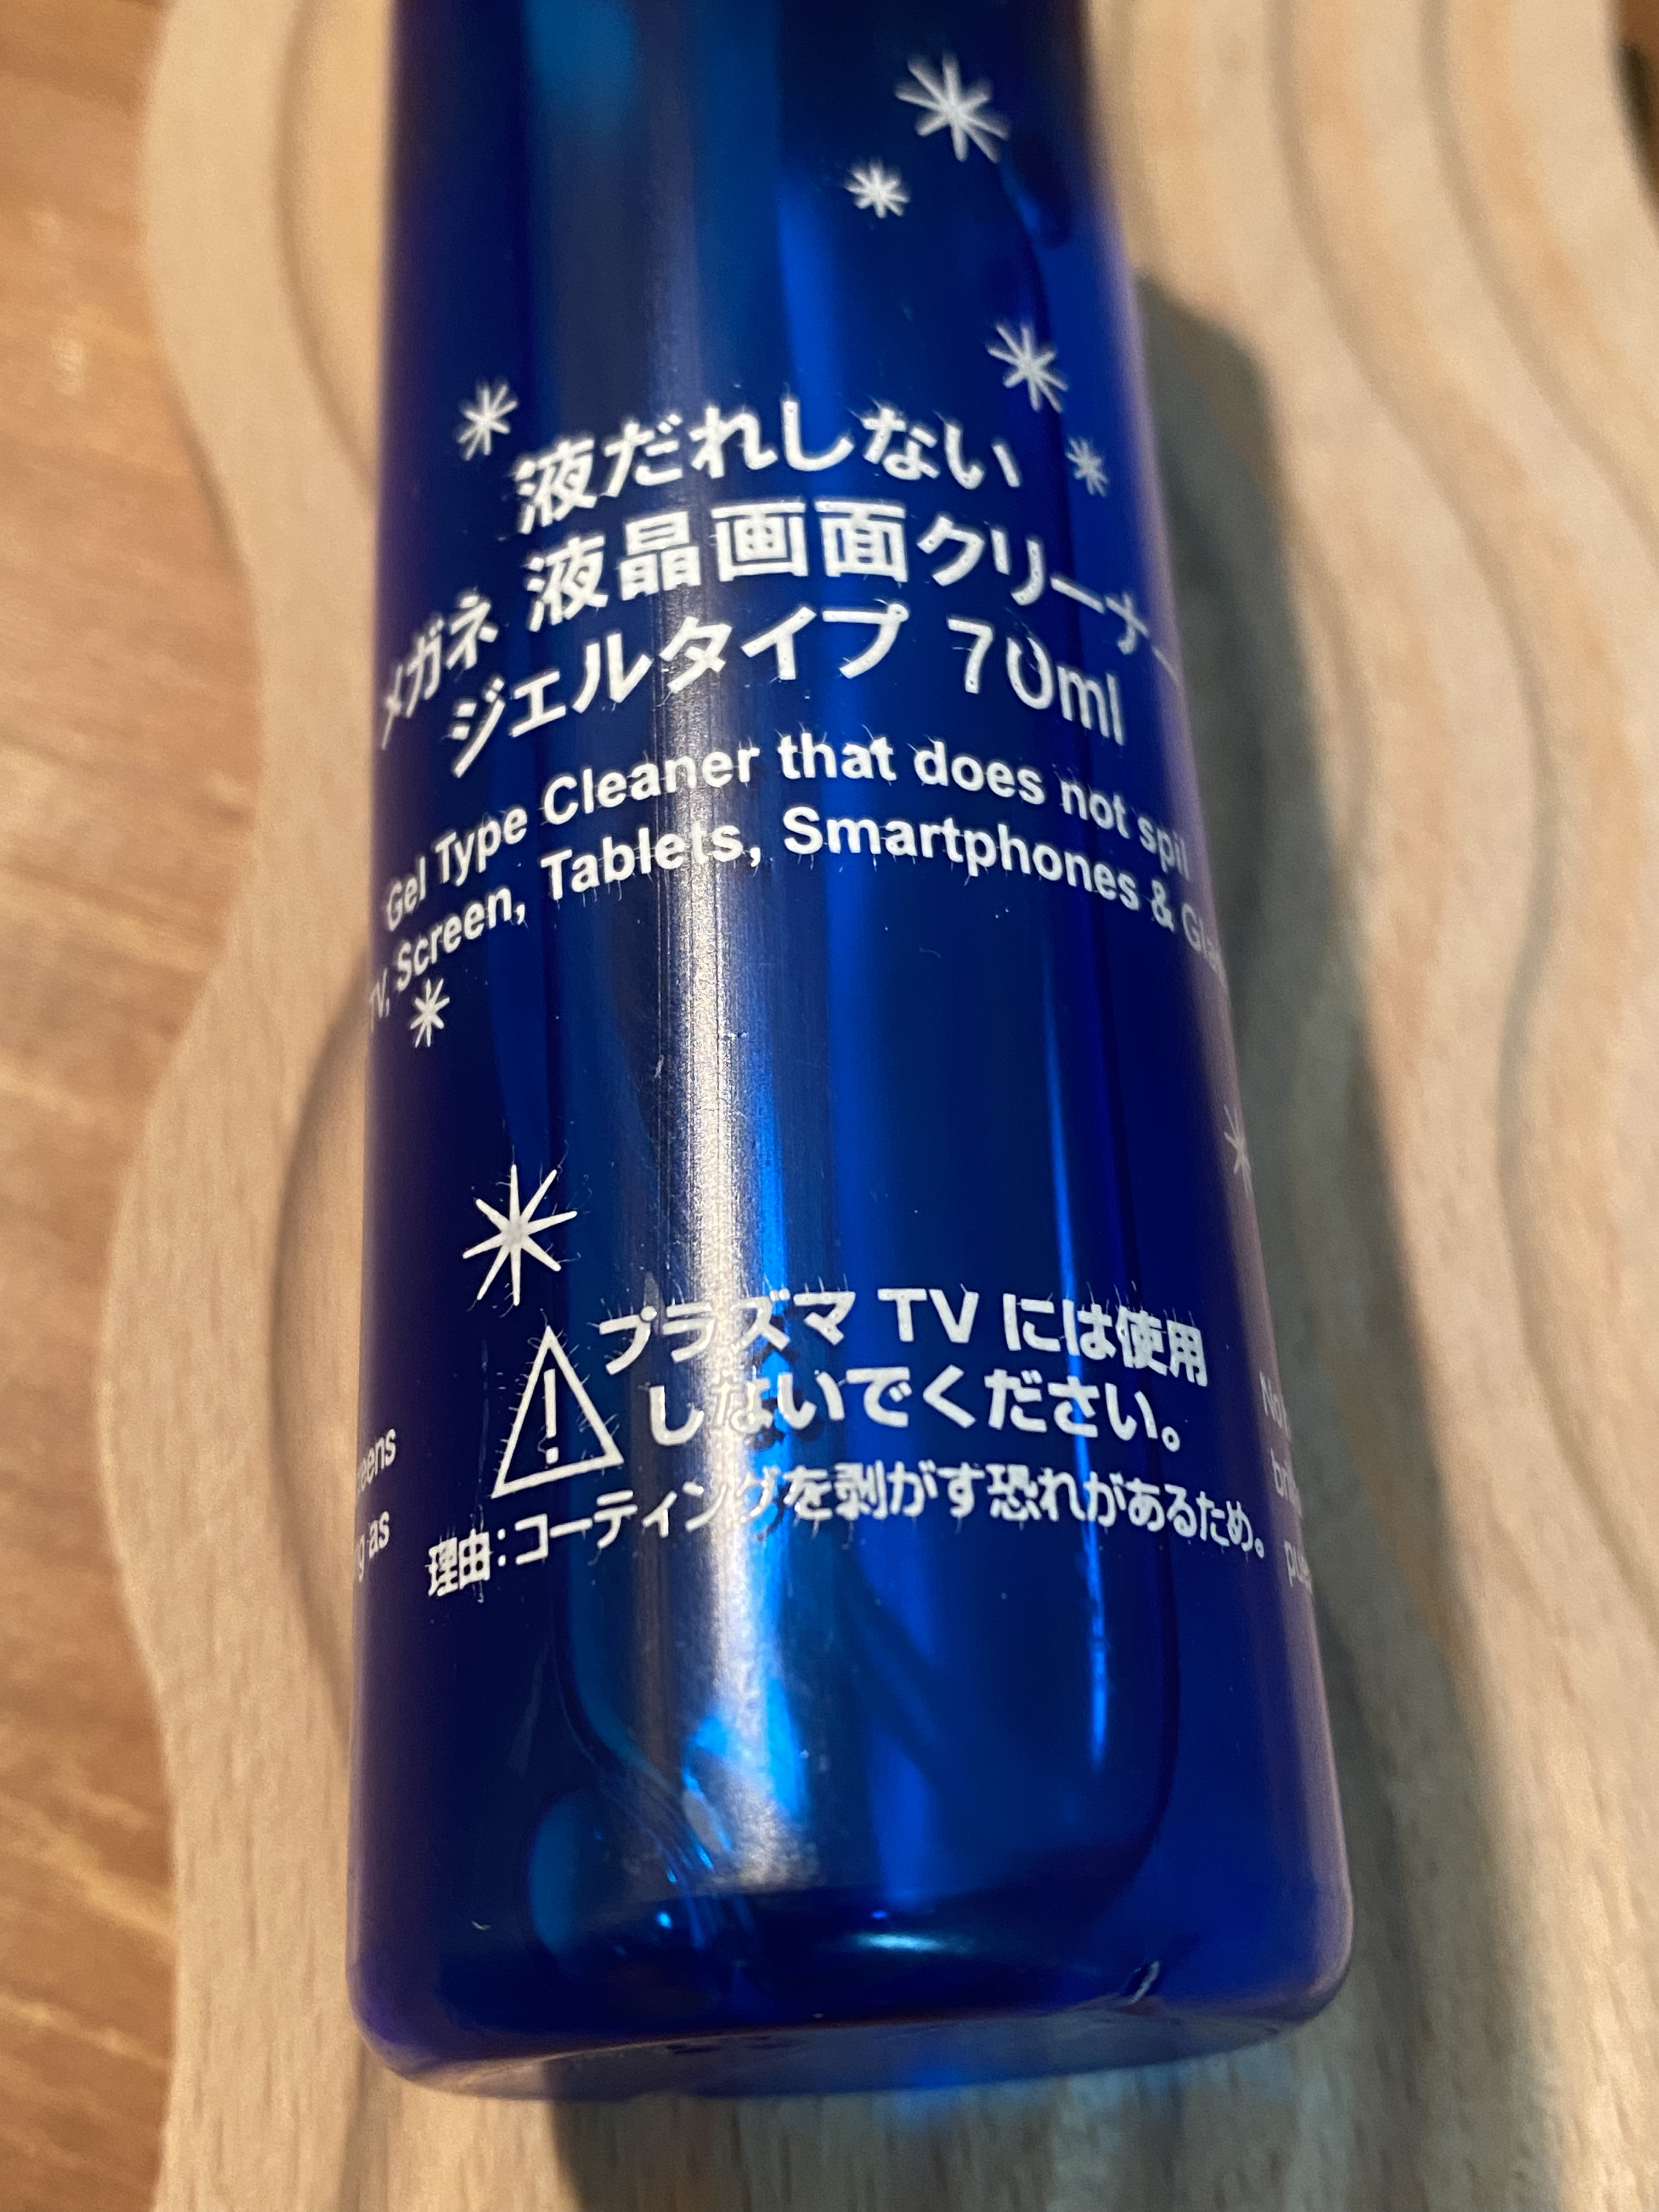 液だれしない
メガネ 液晶画面クリーナー
ジェルタイプ 70ml
Gel Type Cleaner that does not spil
TV, Screen, Tablets, Smartphones &
プラズマ TV には使用
しないでください。
理由：コーティングを剥がす恐れがあるため。
as